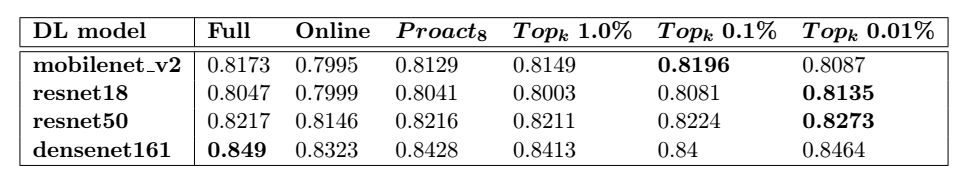 DL model Full Online Proact8 Topk 1.0% Topk 0.1% Topk 0.01%
mobilenet_v2 0.8173 0.7995 0.8129 0.8149 0.8196 0.8087
resnet18 0.8047 0.7999 0.8041 0.8003 0.8081 0.8135
resnet50 0.8217 0.8146 0.8216 0.8211 0.8224 0.8273
densenet161 0.849 0.8323 0.8428 0.8413 0.84 0.8464